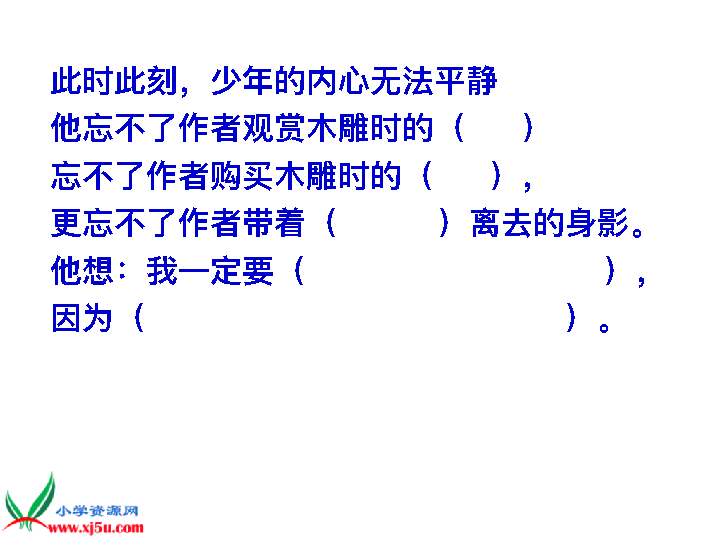 此时此刻，少年的内心无法平静
他忘不了作者观赏木雕时的（　　）
忘不了作者购买木雕时的（　　），
更忘不了作者带着（　　　　）离去的身影。
他想：我一定要（　　　　　　　　　　），
因为（　　　　　　　　　　　　　　）。
小学资源网
www.xj5u.com